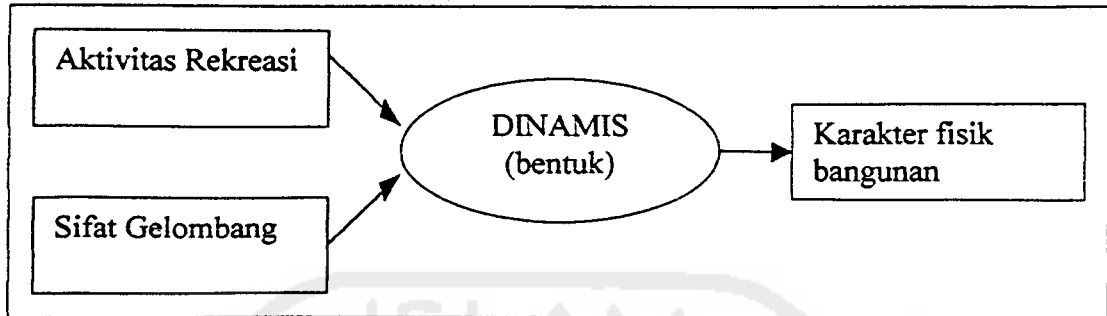 Aktivitas Rekreasi
Sifat Gelombang
DINAMIS
(bentuk)
Karakter fisik
bangunan